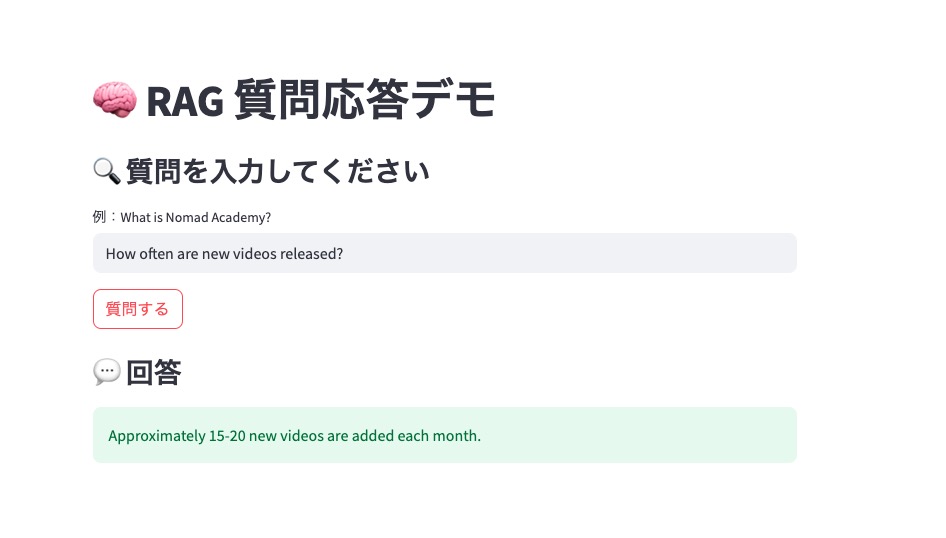 RAG 質問応答デモ
質問を入力してください
例：What is Nomad Academy?
How often are new videos released?
質問する
回答
Approximately 15-20 new videos are added each month.